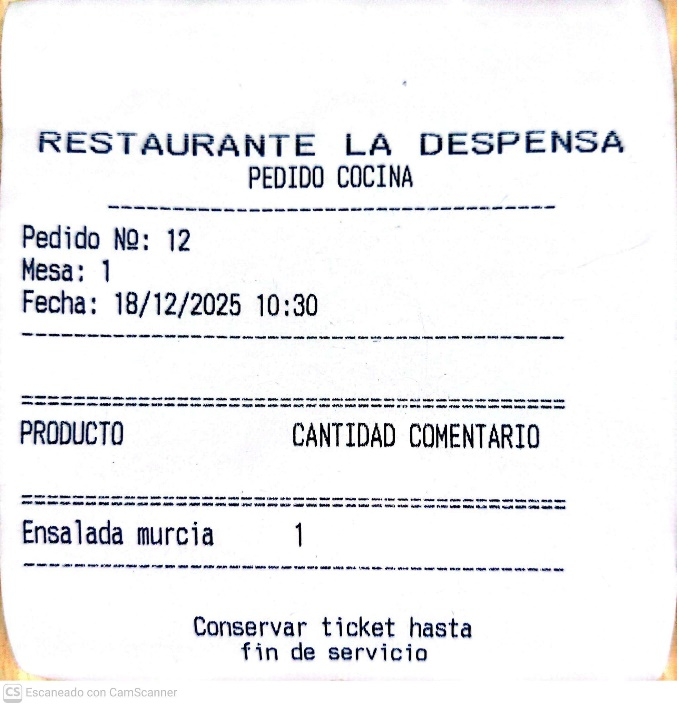 RESTAURANTE LA DESPENSA
PEDIDO COCINA
------------------------------------
Pedido Nº: 12
Mesa: 1
Fecha: 18/12/2025 10:30
------------------------------------------
==========================================
PRODUCTO CANTIDAD COMENTARIO
==========================================
Ensalada murcia 1
------------------------------------------
Conservar ticket hasta
fin de servicio
CS Escaneado con CamScanner